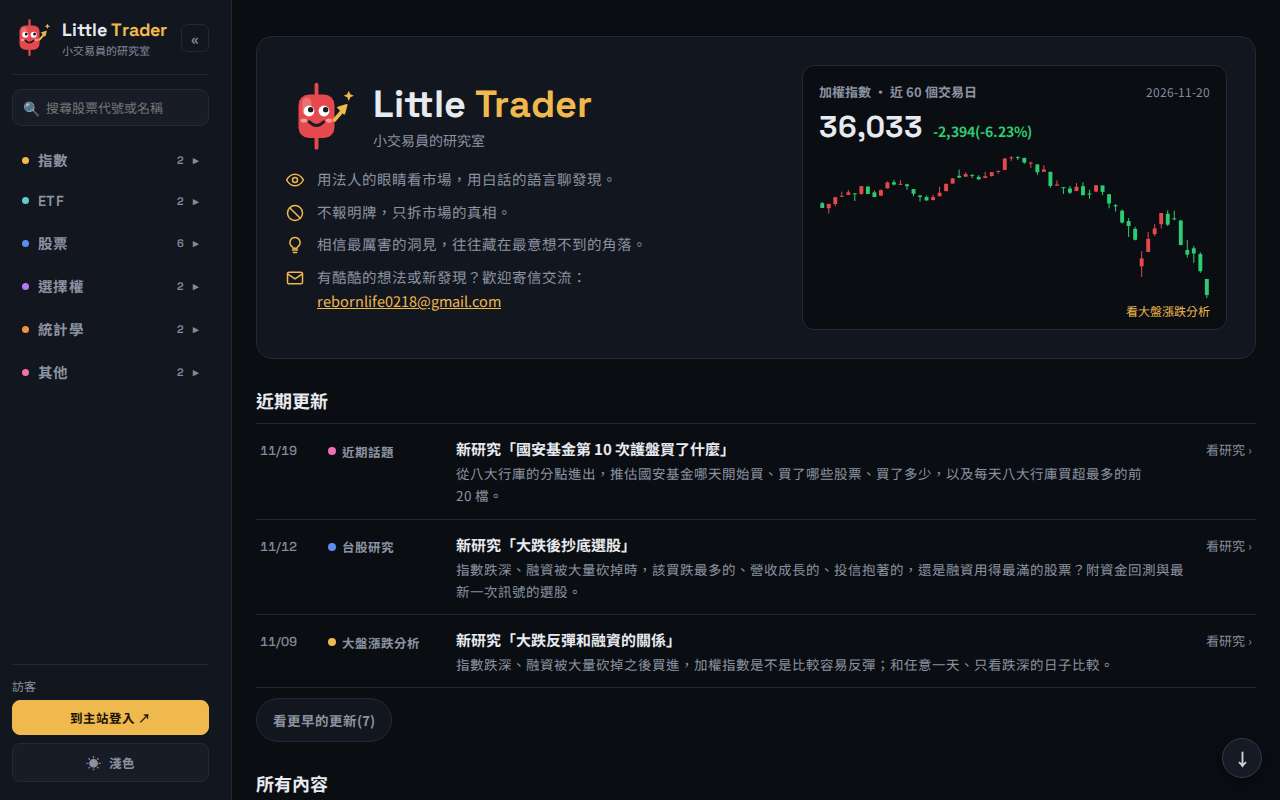 Little Trader
小交易員的研究室
«
搜尋股票代號或名稱
指數 2 ▸
ETF 2 ▸
股票 6 ▸
選擇權 2 ▸
統計學 2 ▸
其他 2 ▸
訪客
到主站登入 ↗
淺色
Little Trader
小交易員的研究室
用法人的眼睛看市場，用白話的語言聊發現。
不報明牌，只拆市場的真相。
相信最厲害的洞見，往往藏在最意想不到的角落。
有酷酷的想法或新發現？歡迎寄信交流：
rebornlife0218@gmail.com
加權指數・近 60 個交易日 2026-11-20
36,033 -2,394(-6.23%)
看大盤漲跌分析
近期更新
11/19 近期話題 新研究「國安基金第 10 次護盤買了什麼」 看研究 ›
從八大行庫的分點進出，推估國安基金哪天開始買、買了哪些股票、買了多少，以及每天八大行庫買超最多的前
20 檔。
11/12 台股研究 新研究「大跌後抄底選股」 看研究 ›
指數跌深、融資被大量砍掉時，該買跌最多的、營收成長的、投信抱著的，還是融資用得最滿的股票？附資金回測與最
新一次訊號的選股。
11/09 大盤漲跌分析 新研究「大跌反彈和融資的關係」 看研究 ›
指數跌深、融資被大量砍掉之後買進，加權指數是不是比較容易反彈；和任意一天、只看跌深的日子比較。
看更早的更新(7)
↓
所有內容